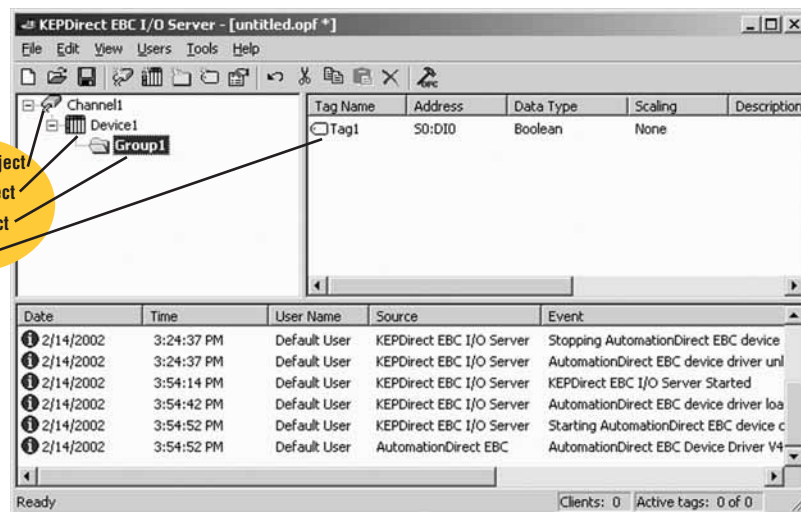 KEPDirect EBC I/O Server - [untitled.opf *]
File Edit View Users Tools Help
OPC
Channel1
Device1
Group1
ject
ect
ct
Tag Name Address Data Type Scaling Description
Tag1 S0:DI0 Boolean None
Date Time User Name Source Event
2/14/2002 3:24:37 PM Default User KEPDirect EBC I/O Server Stopping AutomationDirect EBC device
2/14/2002 3:24:37 PM Default User KEPDirect EBC I/O Server AutomationDirect EBC device driver unl
2/14/2002 3:54:14 PM Default User KEPDirect EBC I/O Server KEPDirect EBC I/O Server Started
2/14/2002 3:54:42 PM Default User KEPDirect EBC I/O Server AutomationDirect EBC device driver loa
2/14/2002 3:54:52 PM Default User KEPDirect EBC I/O Server Starting AutomationDirect EBC device d
2/14/2002 3:54:52 PM Default User AutomationDirect EBC AutomationDirect EBC Device Driver V4
Ready Clients: 0 Active tags: 0 of 0